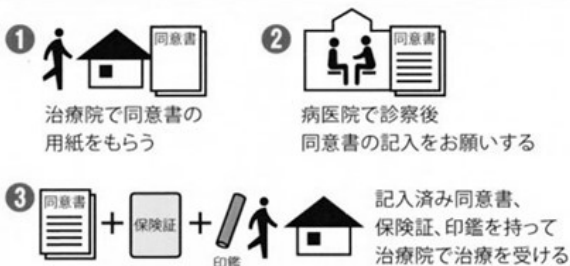 ❶
同意書
治療院で同意書の
用紙をもらう
❷
同意書
病医院で診察後
同意書の記入をお願いする
❸
同意書
+
保険証
+
印鑑
記入済み同意書、
保険証、印鑑を持って
治療院で治療を受ける